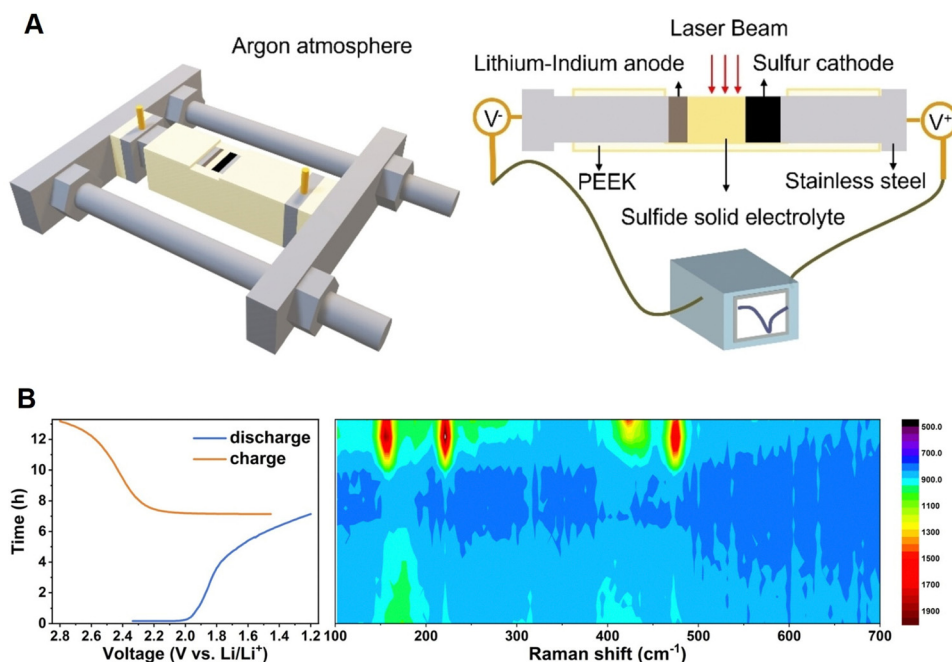 A
Argon atmosphere
Laser Beam
Lithium-Indium anode
Sulfur cathode
V-
V+
PEEK
Stainless steel
Sulfide solid electrolyte
B
discharge
charge
Time (h)
12
10
8
6
4
2
0
2.8 2.6 2.4 2.2 2.0 1.8 1.6 1.4 1.2
Voltage (V vs. Li/Li⁺)
100 200 300 400 500 600 700
Raman shift (cm⁻¹)
500.0
700.0
900.0
1100
1300
1400
1500
1700
1900